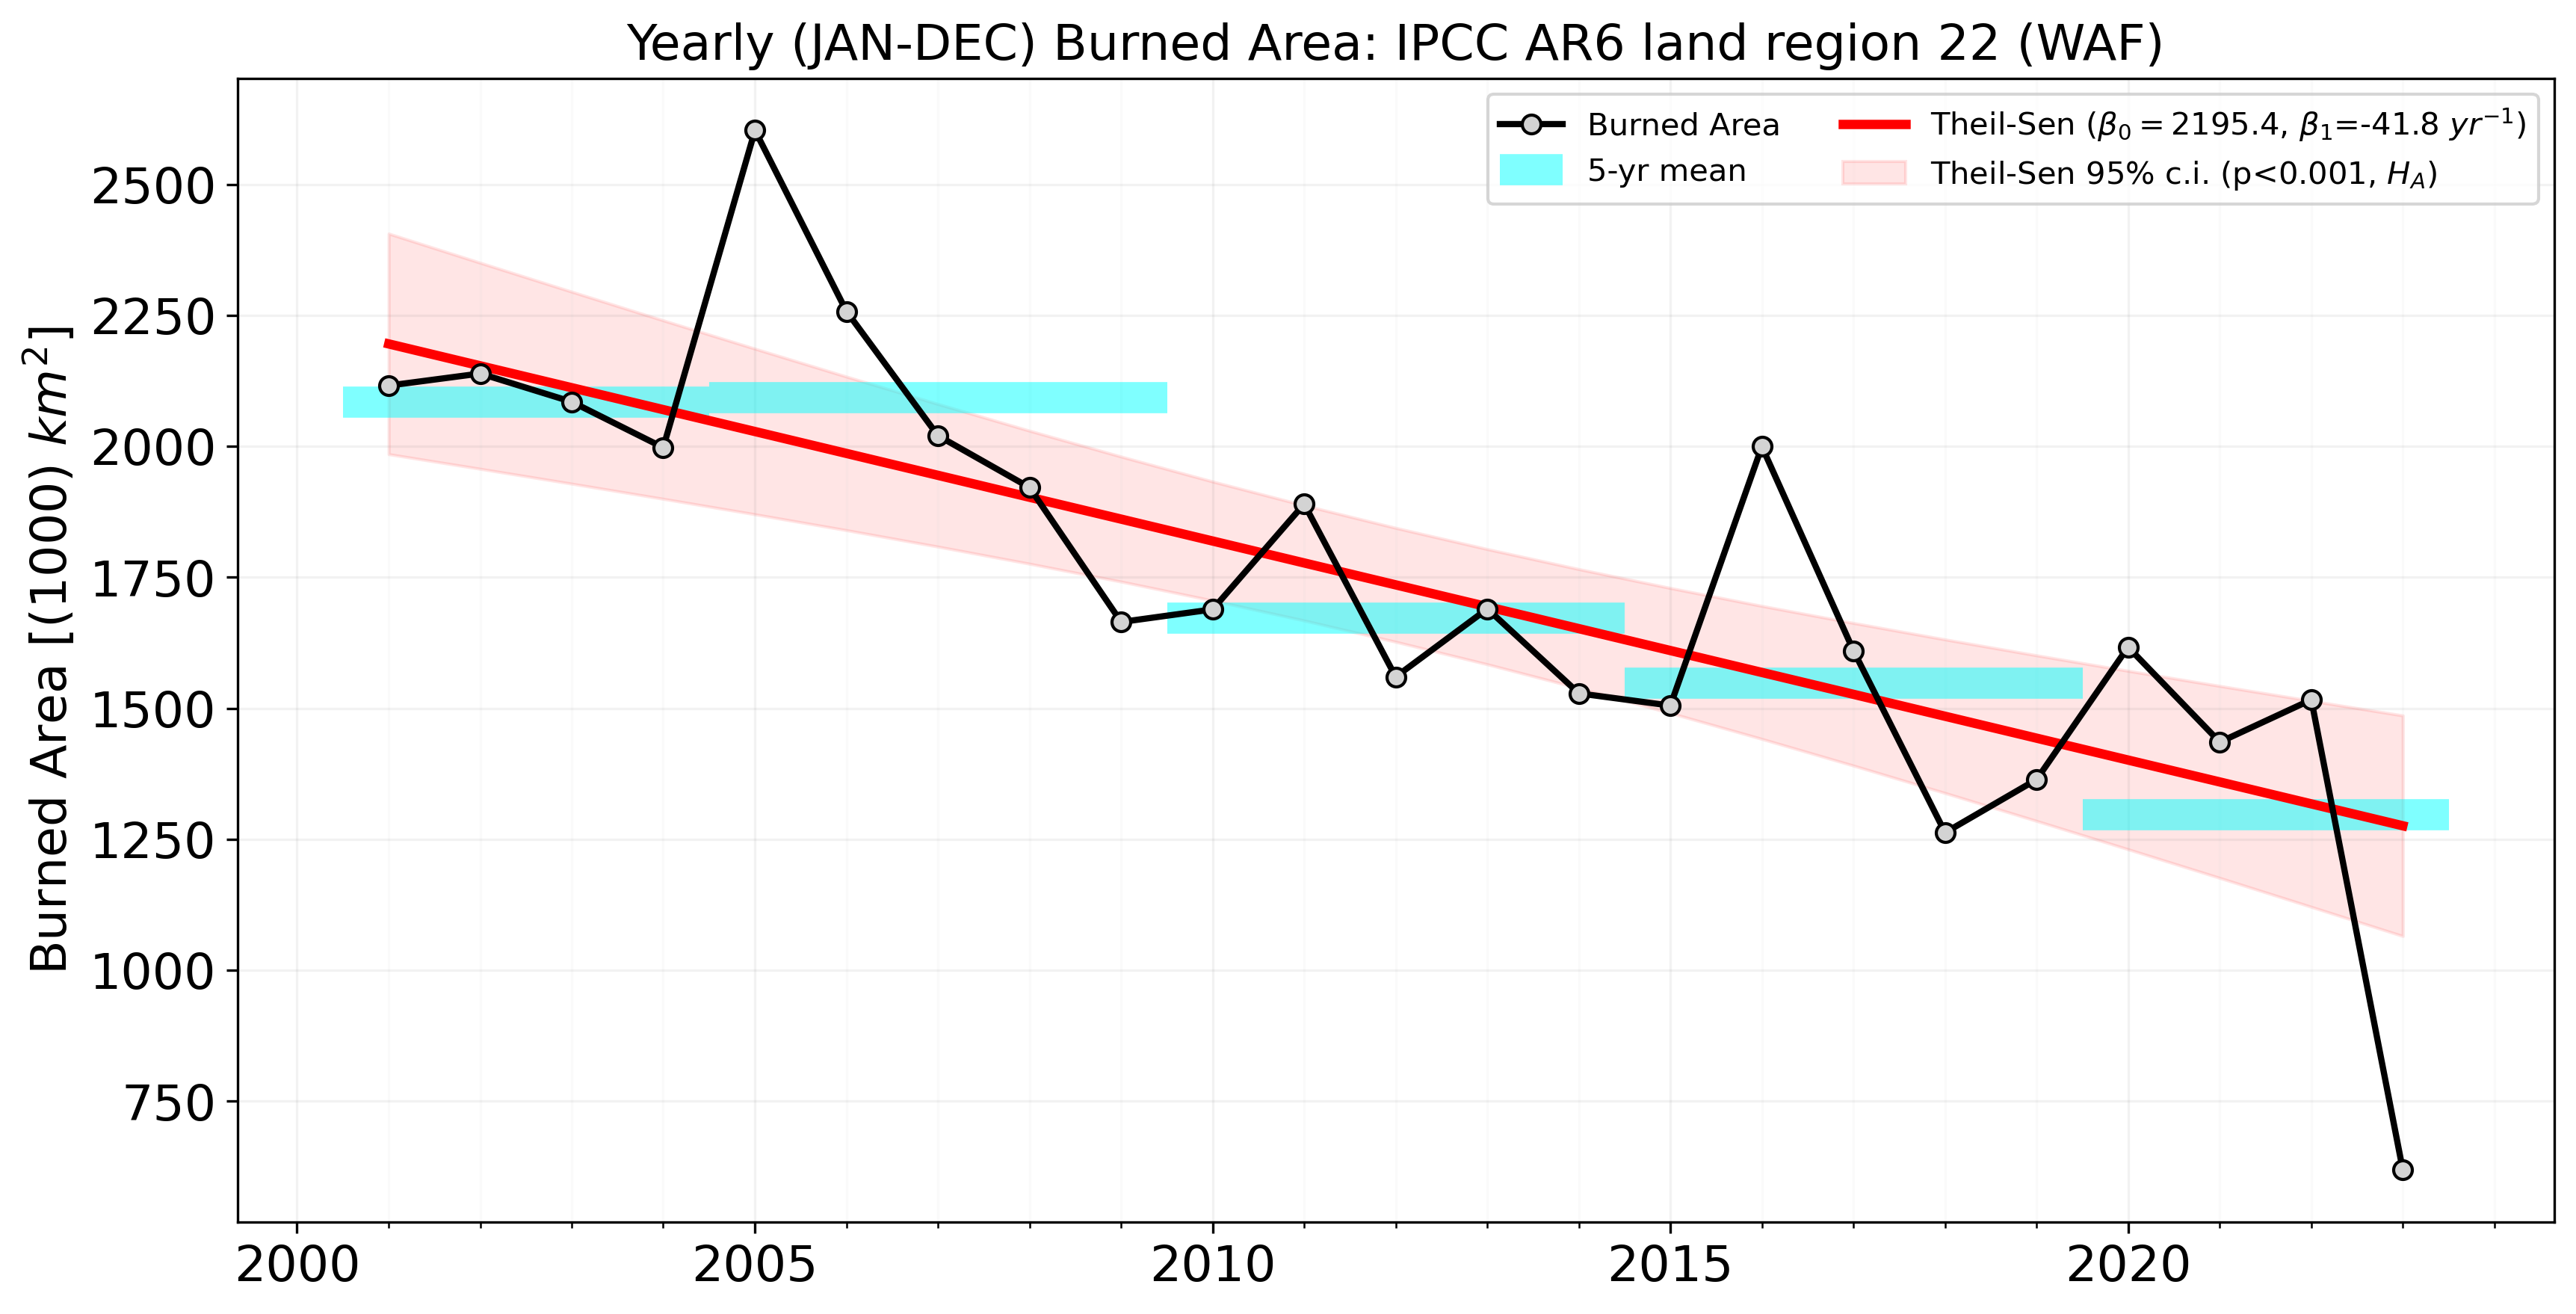 Yearly (JAN-DEC) Burned Area: IPCC AR6 land region 22 (WAF)
Burned Area
5-yr mean
Theil-Sen (β₀ = 2195.4, β₁=-41.8 yr⁻¹)
Theil-Sen 95% c.i. (p<0.001, H_A)
Burned Area [(1000) km²]
2500
2250
2000
1750
1500
1250
1000
750
2000 2005 2010 2015 2020